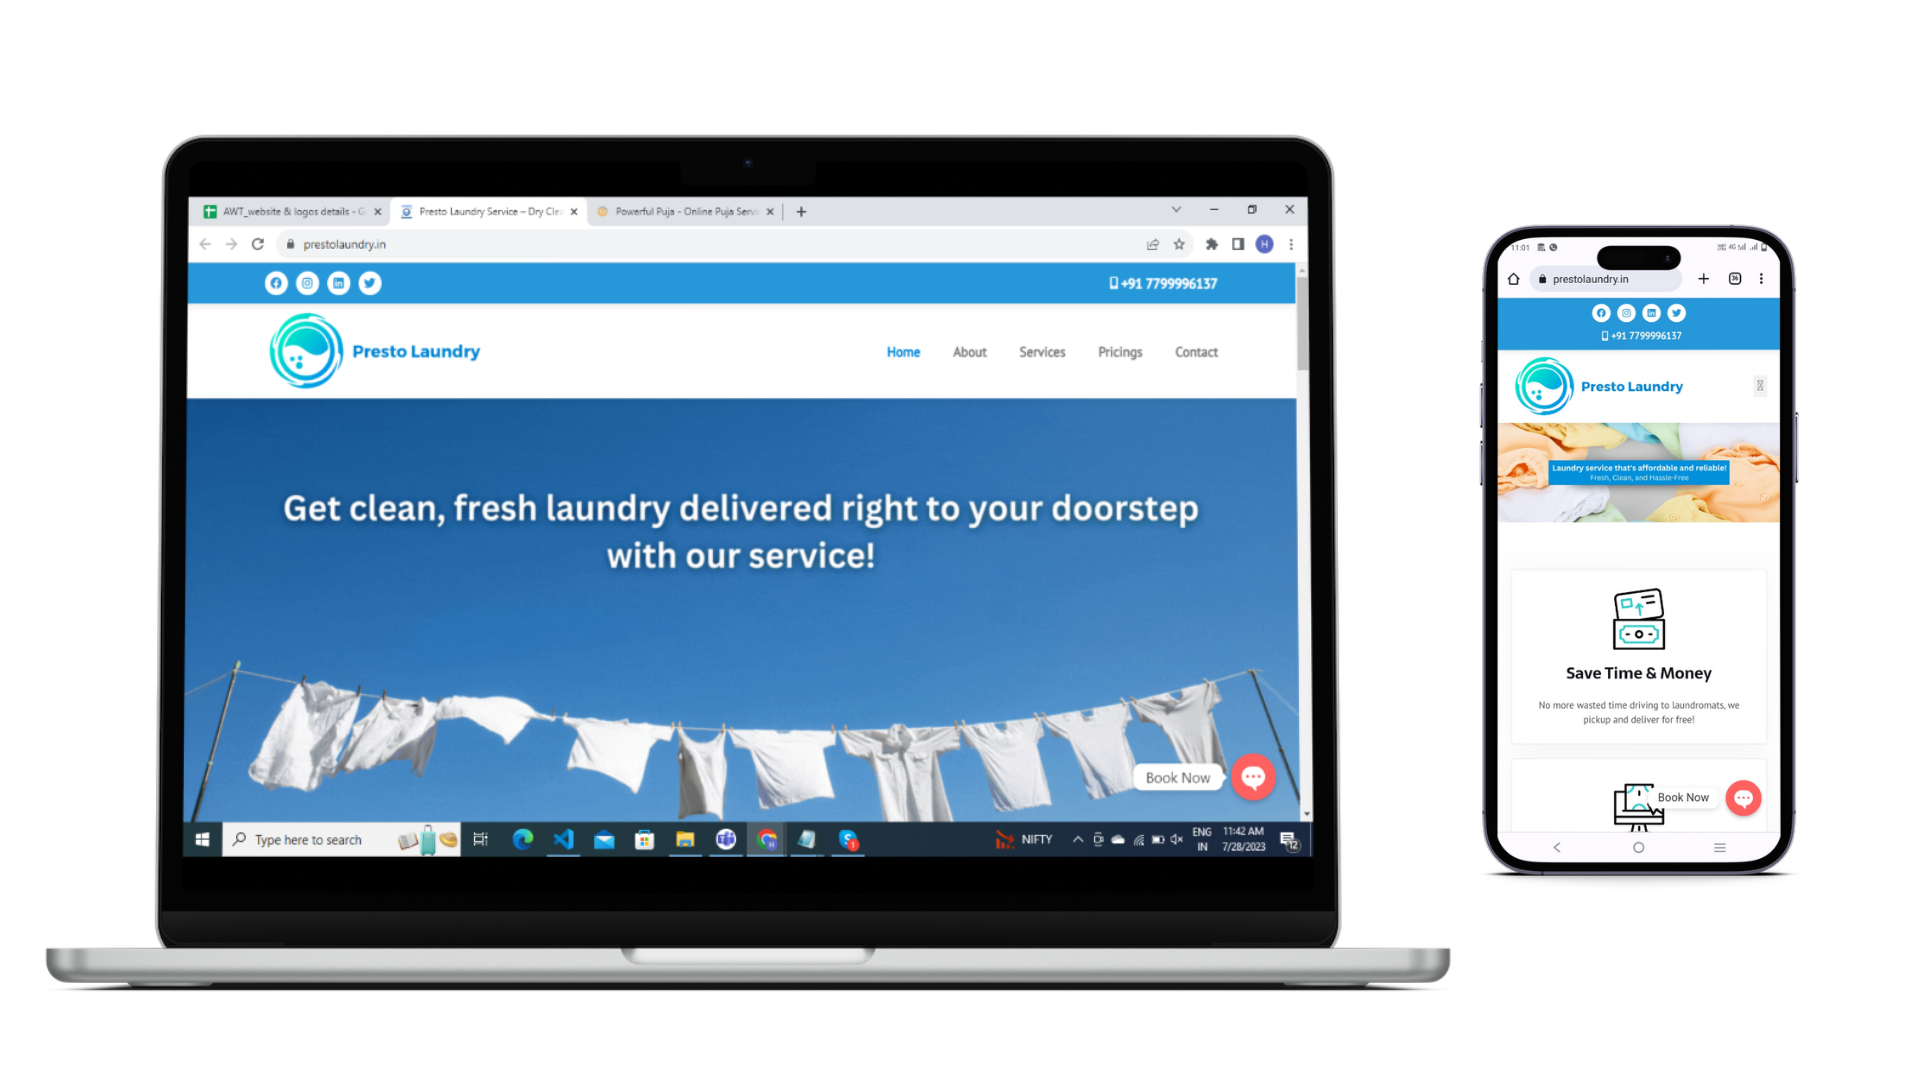 AWT_website & logos details - G
Presto Laundry Service – Dry Clea
Powerful Puja - Online Puja Servi
prestolaundry.in
H
+91 7799996137
Presto Laundry
Home
About
Services
Pricings
Contact
Get clean, fresh laundry delivered right to your doorstep
with our service!
Book Now
Type here to search
NIFTY
ENG
IN
11:42 AM
7/28/2023
12
11:01
4G
prestolaundry.in
+91 7799996137
Presto Laundry
Laundry service that's affordable and reliable!
Fresh, Clean, and Hassle-Free
Save Time & Money
No more wasted time driving to laundromats, we
pickup and deliver for free!
Book Now